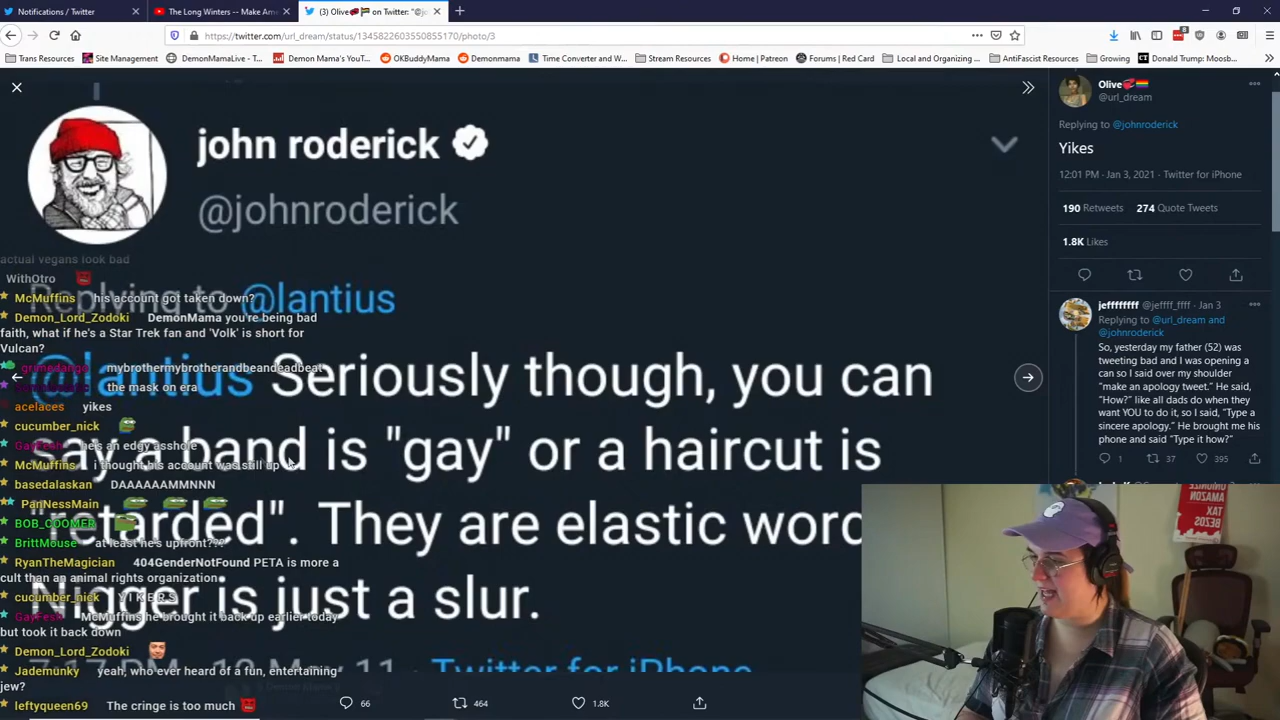 Notifications / Twitter
The Long Winters -- Make Am
(3) Olive on Twitter: "@jo
https://twitter.com/url_dream/status/1345822603550855170/photo/3
Trans Resources
Site Management
DemonMamaLive - T...
Demon Mama's YouT...
OKBuddyMama
Demonmama
Time Converter and W...
Stream Resources
Home | Patreon
Forums | Red Card
Local and Organizing ...
AntiFascist Resources
Growing
Donald Trump: Moosb...
john roderick
@johnroderick
Replying to @lantius
@lantius Seriously though, you can
say a band is "gay" or a haircut is
"retarded". They are elastic word
Nigger is just a slur.
Twitter for iPhone
66
464
1.8K
actual vegans look bad
WithOtro
McMuffins his account got taken down?
Demon_Lord_Zodoki DemonMama you're being bad
faith, what if he's a Star Trek fan and 'Volk' is short for
Vulcan?
mybrothermybrotherandbeandeadbeat
the mask on era
acelaces yikes
cucumber_nick
GayFesh he's an edgy asshole
McMuffins i thought his account was still up
basedalaskan DAAAAAAMMNNN
PanNessMain
BOB_COOMER
BrittMouse at least he's upfront???
RyanTheMagician 404GenderNotFound PETA is more a
cult than an animal rights organization
cucumber_nick Y I K E R S
GayFesh McMuffins he brought it back up earlier today
but took it back down
Demon_Lord_Zodoki
Jademunky yeah, who ever heard of a fun, entertaining
jew?
leftyqueen69 The cringe is too much
Olive
@url_dream
Replying to @johnroderick
Yikes
12:01 PM · Jan 3, 2021 · Twitter for iPhone
190 Retweets 274 Quote Tweets
1.8K Likes
jeffffffff @jeffff_ffff · Jan 3
Replying to @url_dream and
@johnroderick
So, yesterday my father (52) was
tweeting bad and I was opening a
can so I said over my shoulder
"make an apology tweet." He said,
"How?" like all dads do when they
want YOU to do it, so I said, "Type a
sincere apology." He brought me his
phone and said "Type it how?"
1
37
395
UNIONIZE
AMAZON
TAX
BEZOS